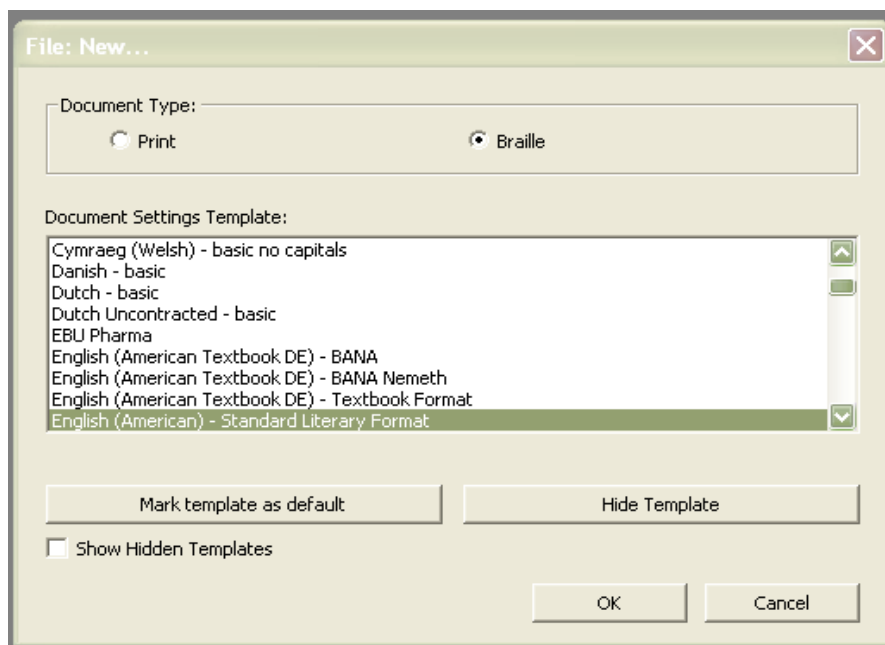 File: New...
Document Type:
Print
Braille
Document Settings Template:
Cymraeg (Welsh) - basic no capitals
Danish - basic
Dutch - basic
Dutch Uncontracted - basic
EBU Pharma
English (American Textbook DE) - BANA
English (American Textbook DE) - BANA Nemeth
English (American Textbook DE) - Textbook Format
English (American) - Standard Literary Format
Mark template as default
Hide Template
Show Hidden Templates
OK
Cancel